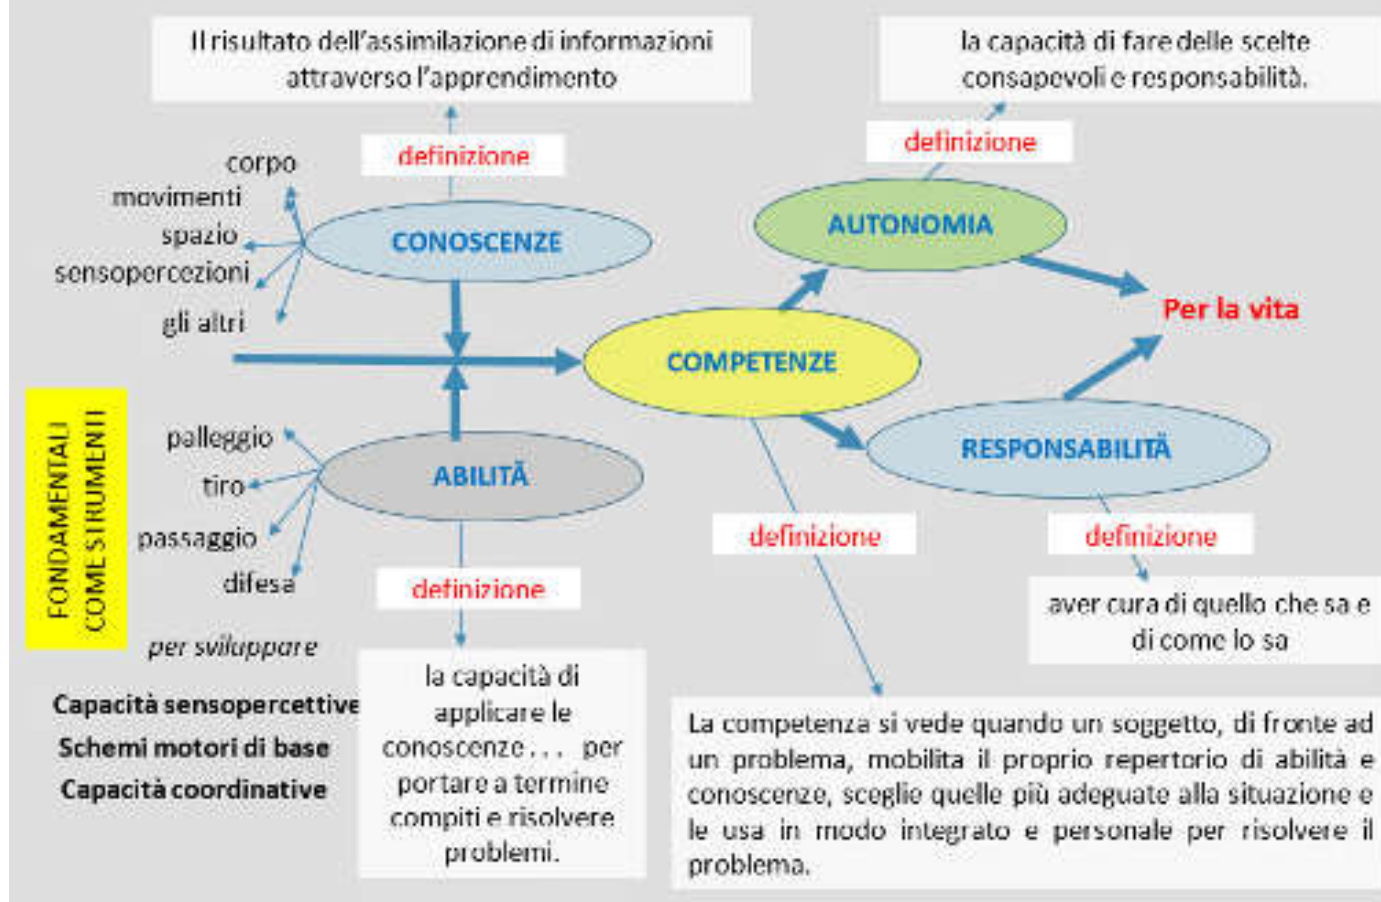 Il risultato dell'assimilazione di informazioni
attraverso l'apprendimento
la capacità di fare delle scelte
consapevoli e responsabilità.
definizione
definizione
corpo
movimenti
spazio
sensopercezioni
gli altri
CONOSCENZE
AUTONOMIA
Per la vita
COMPETENZE
FONDAMENTALI
COME STRUMENTI
palleggio
tiro
passaggio
difesa
ABILITÀ
RESPONSABILITÀ
definizione
definizione
definizione
aver cura di quello che sa e
di come lo sa
per sviluppare
Capacità sensopercettive
Schemi motori di base
Capacità coordinative
la capacità di
applicare le
conoscenze... per
portare a termine
compiti e risolvere
problemi.
La competenza si vede quando un soggetto, di fronte ad
un problema, mobilita il proprio repertorio di abilità e
conoscenze, sceglie quelle più adeguate alla situazione e
le usa in modo integrato e personale per risolvere il
problema.